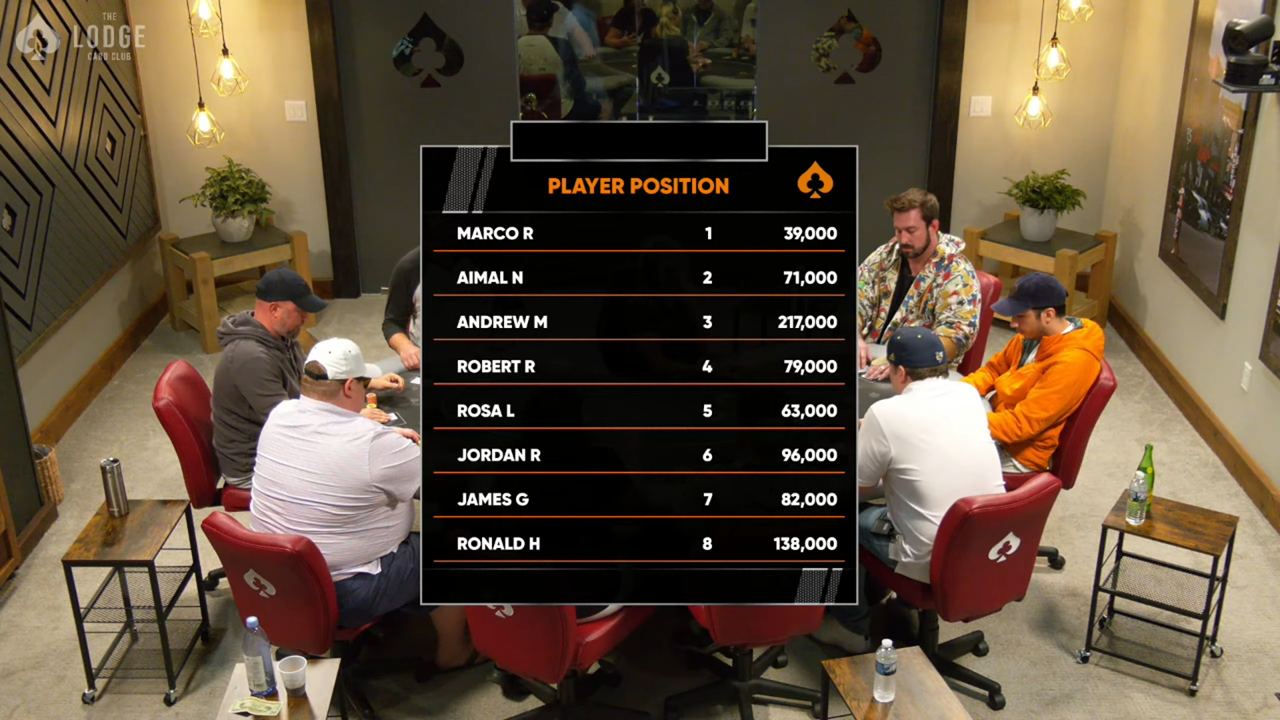 THE
LODGE
CARD CLUB
PLAYER POSITION
MARCO R 1 39,000
AIMAL N 2 71,000
ANDREW M 3 217,000
ROBERT R 4 79,000
ROSA L 5 63,000
JORDAN R 6 96,000
JAMES G 7 82,000
RONALD H 8 138,000